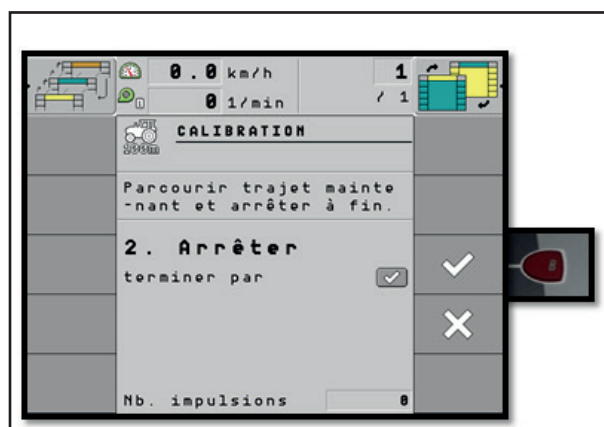 0.0 km/h
1
0 1/min
/ 1
CALIBRATION
100m
Parcourir trajet mainte
-nant et arrêter à fin.
2. Arrêter
terminer par
Nb. impulsions 0